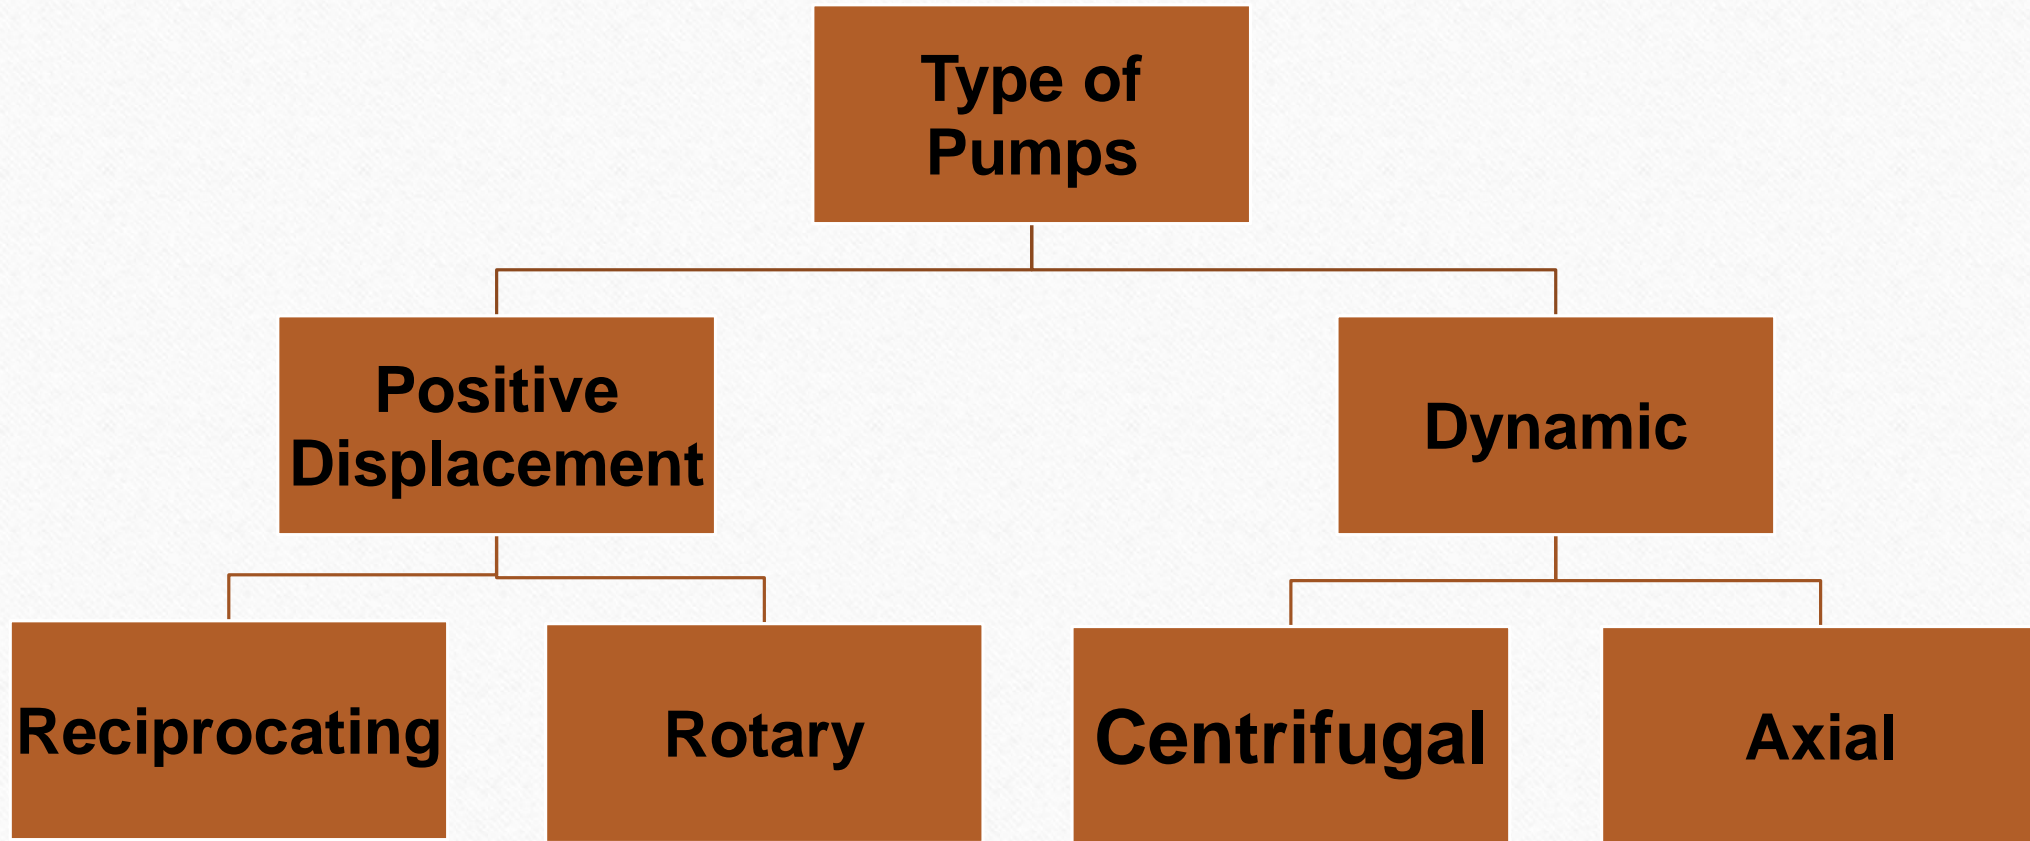 Type of
Pumps
Positive
Displacement
Dynamic
Reciprocating
Rotary
Centrifugal
Axial